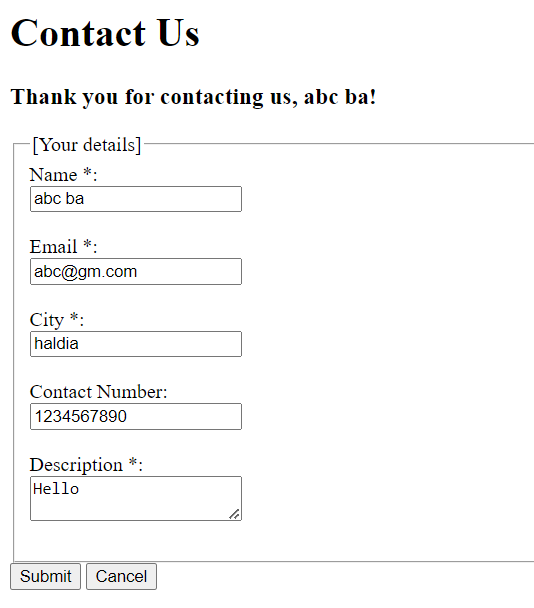 Contact Us
Thank you for contacting us, abc ba!
[Your details]
Name *:
abc ba
Email *:
abc@gm.com
City *:
haldia
Contact Number:
1234567890
Description *:
Hello
Submit Cancel